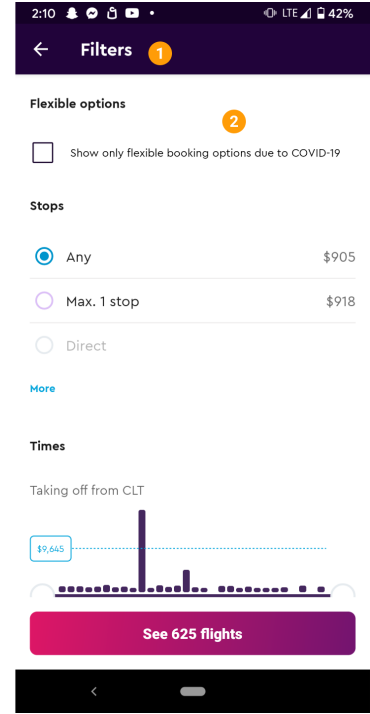 2:10 LTE 42%
Filters 1
Flexible options
2
Show only flexible booking options due to COVID-19
Stops
Any $905
Max. 1 stop $918
Direct
More
Times
Taking off from CLT
$9,645
See 625 flights